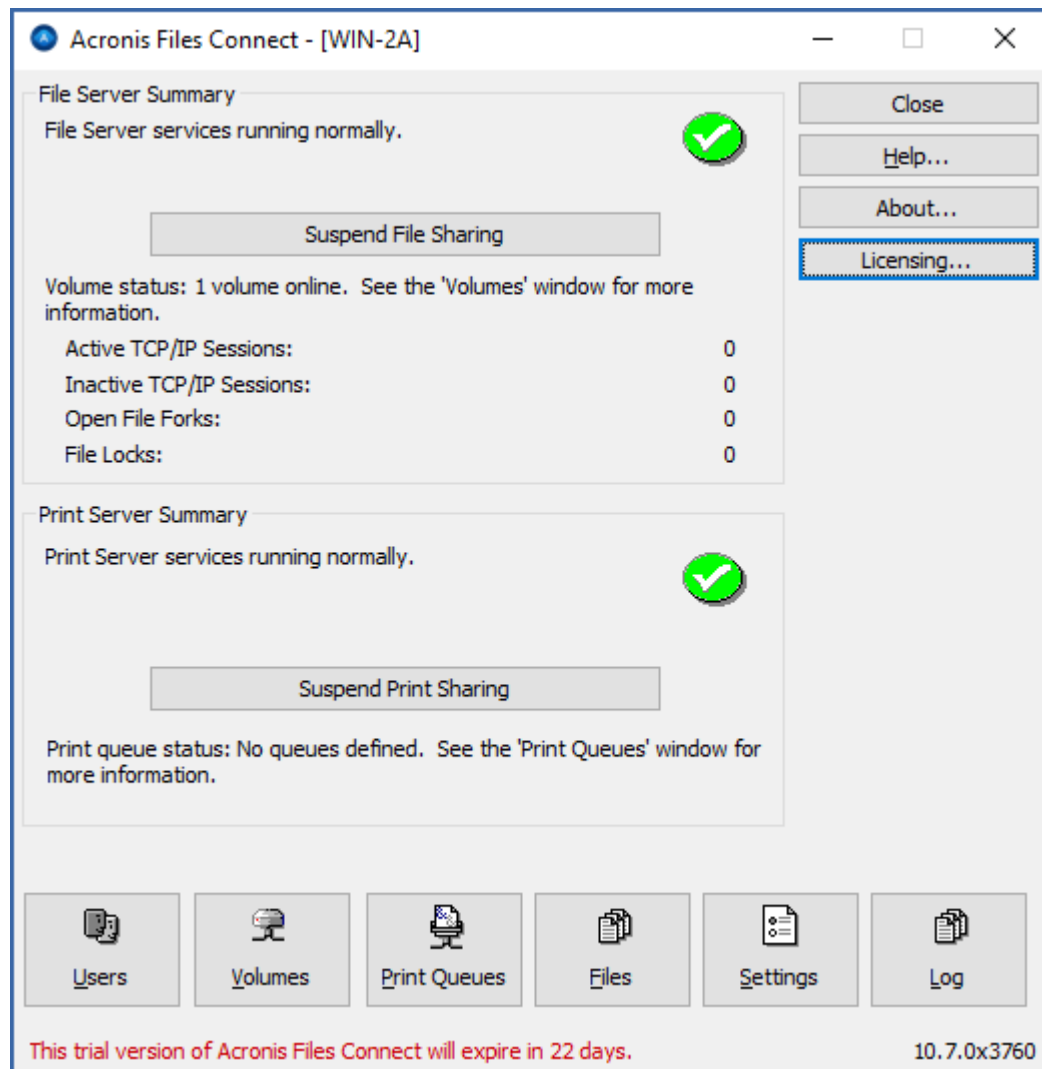 Acronis Files Connect - [WIN-2A]
File Server Summary
File Server services running normally.
Suspend File Sharing
Volume status: 1 volume online.  See the 'Volumes' window for more
information.
Active TCP/IP Sessions: 0
Inactive TCP/IP Sessions: 0
Open File Forks: 0
File Locks: 0
Close
Help...
About...
Licensing...
Print Server Summary
Print Server services running normally.
Suspend Print Sharing
Print queue status: No queues defined.  See the 'Print Queues' window for
more information.
Users
Volumes
Print Queues
Files
Settings
Log
This trial version of Acronis Files Connect will expire in 22 days.
10.7.0x3760